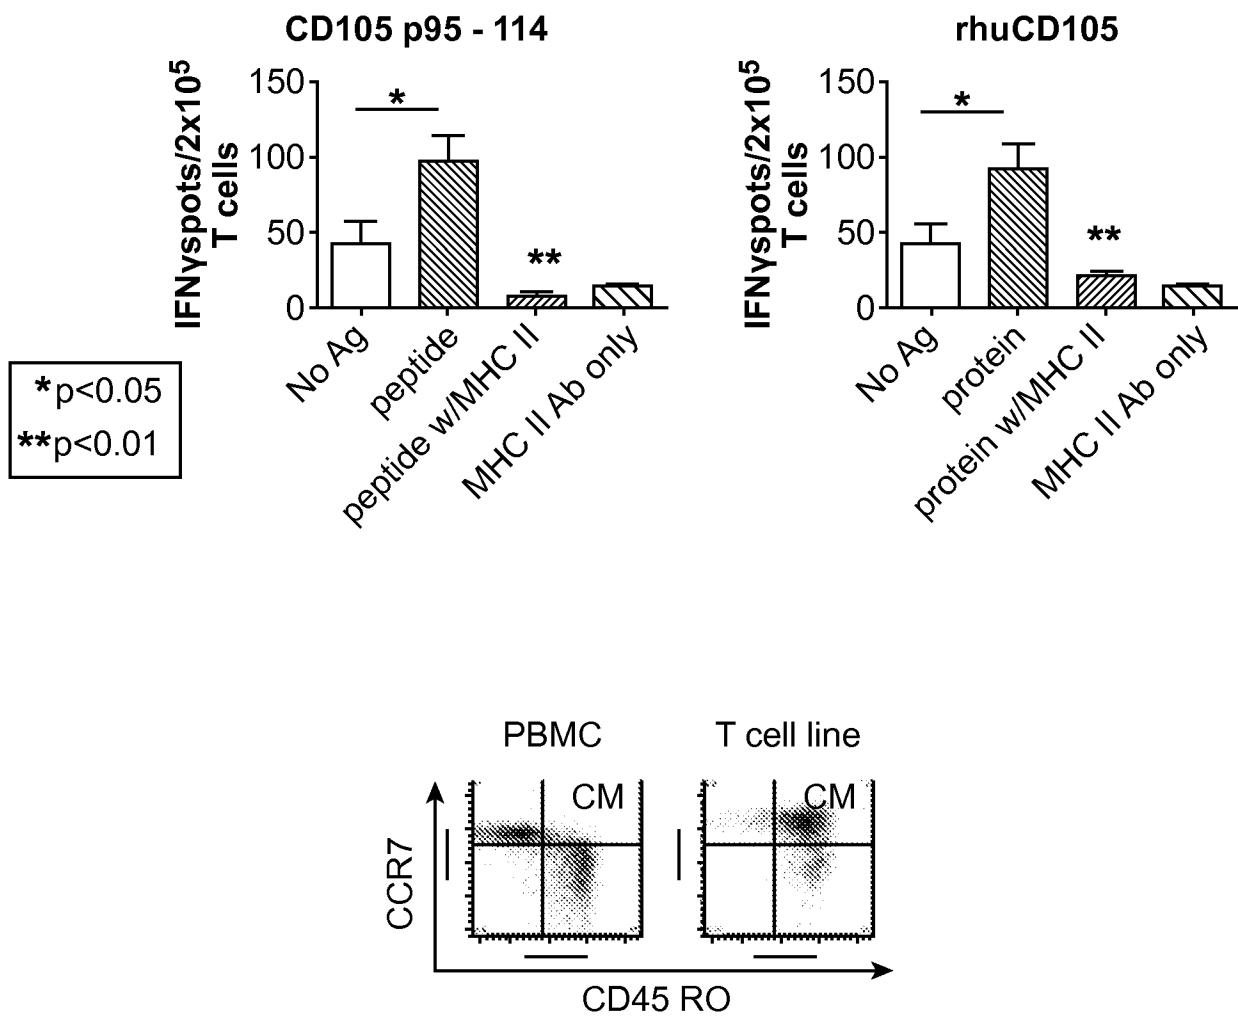 CD105 p95 - 114
IFNγspots/2x10⁵
T cells
150
100
50
0
*
**
No Ag
peptide
peptide w/MHC II
MHC II Ab only
rhuCD105
IFNγspots/2x10⁵
T cells
150
100
50
0
*
**
No Ag
protein
protein w/MHC II
MHC II Ab only
*p<0.05
**p<0.01
PBMC
T cell line
CM
CM
CCR7
CD45 RO